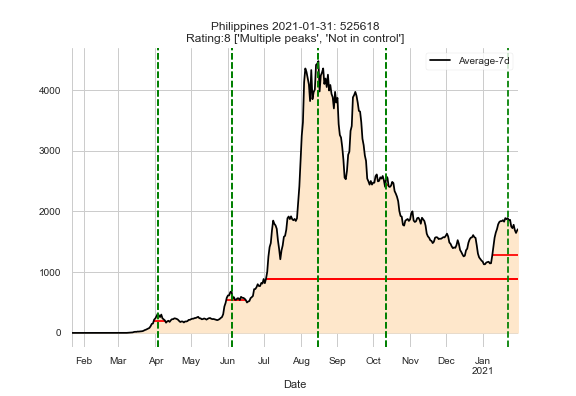 Philippines 2021-01-31: 525618
Rating:8 ['Multiple peaks', 'Not in control']
Average-7d
4000
3000
2000
1000
0
Feb Mar Apr May Jun Jul Aug Sep Oct Nov Dec Jan
2021
Date